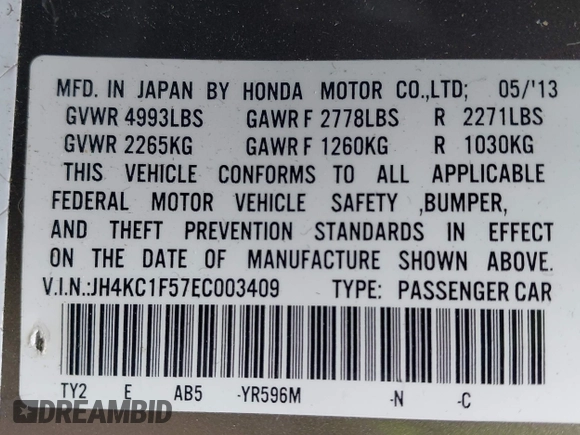 MFD. IN JAPAN BY HONDA MOTOR CO.,LTD; 05/'13
GVWR 4993LBS GAWR F 2778LBS R 2271LBS
GVWR 2265KG GAWR F 1260KG R 1030KG
THIS VEHICLE CONFORMS TO ALL APPLICABLE
FEDERAL MOTOR VEHICLE SAFETY ,BUMPER,
AND THEFT PREVENTION STANDARDS IN EFFECT
ON THE DATE OF MANUFACTURE SHOWN ABOVE.
V.I.N.:JH4KC1F57EC003409 TYPE: PASSENGER CAR
TY2 E AB5 -YR596M -N -C
DREAMBID